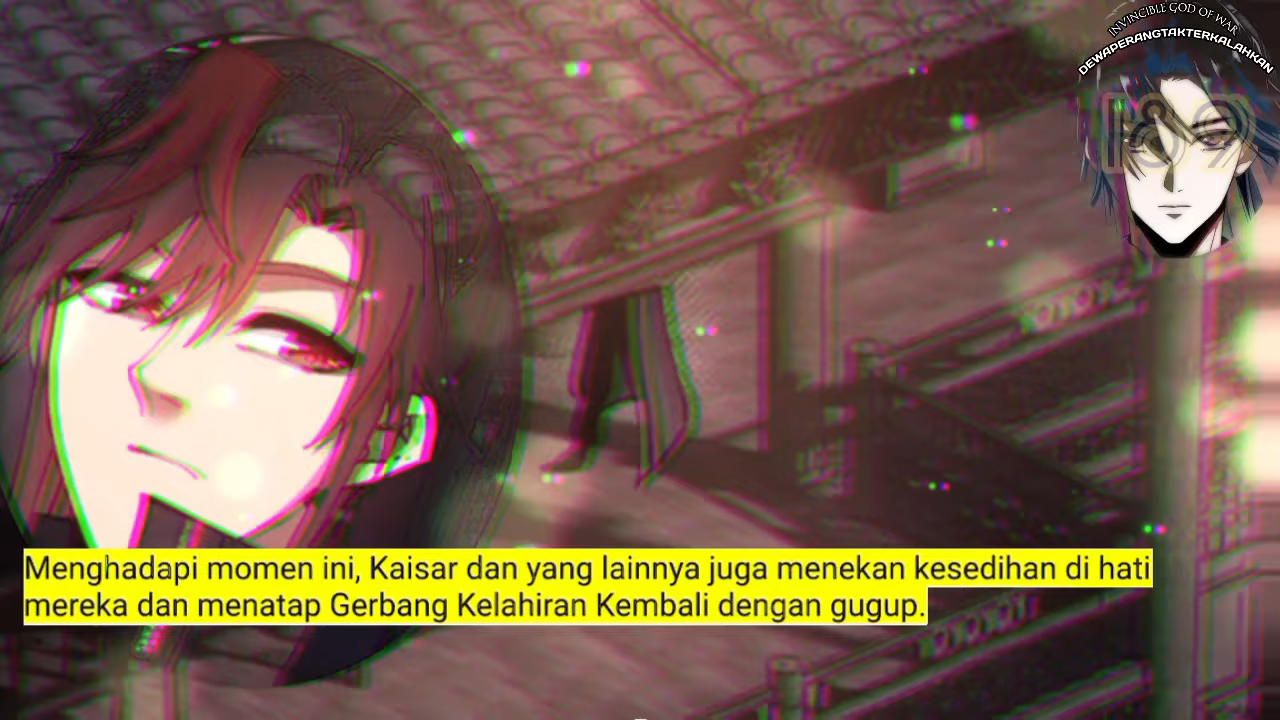 INVINCIBLE GOD OF WAR
DEWAPERANGTAKTERKALAHKAN
189
Menghadapi momen ini, Kaisar dan yang lainnya juga menekan kesedihan di hati
mereka dan menatap Gerbang Kelahiran Kembali dengan gugup.